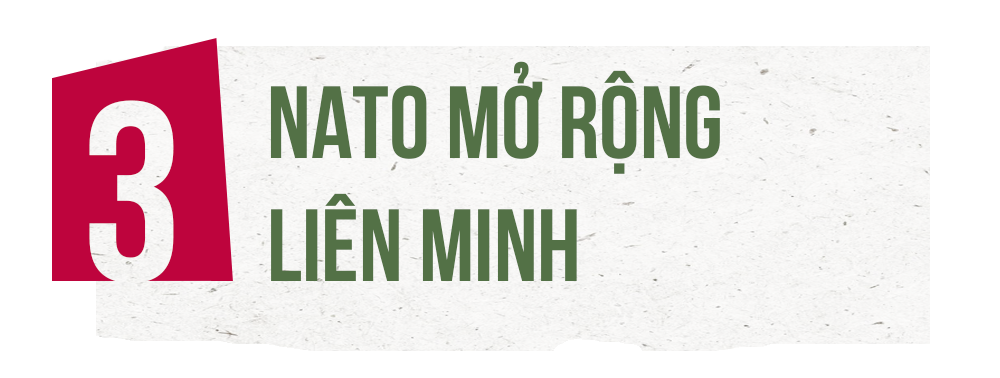 3
NATO MỞ RỘNG
LIÊN MINH